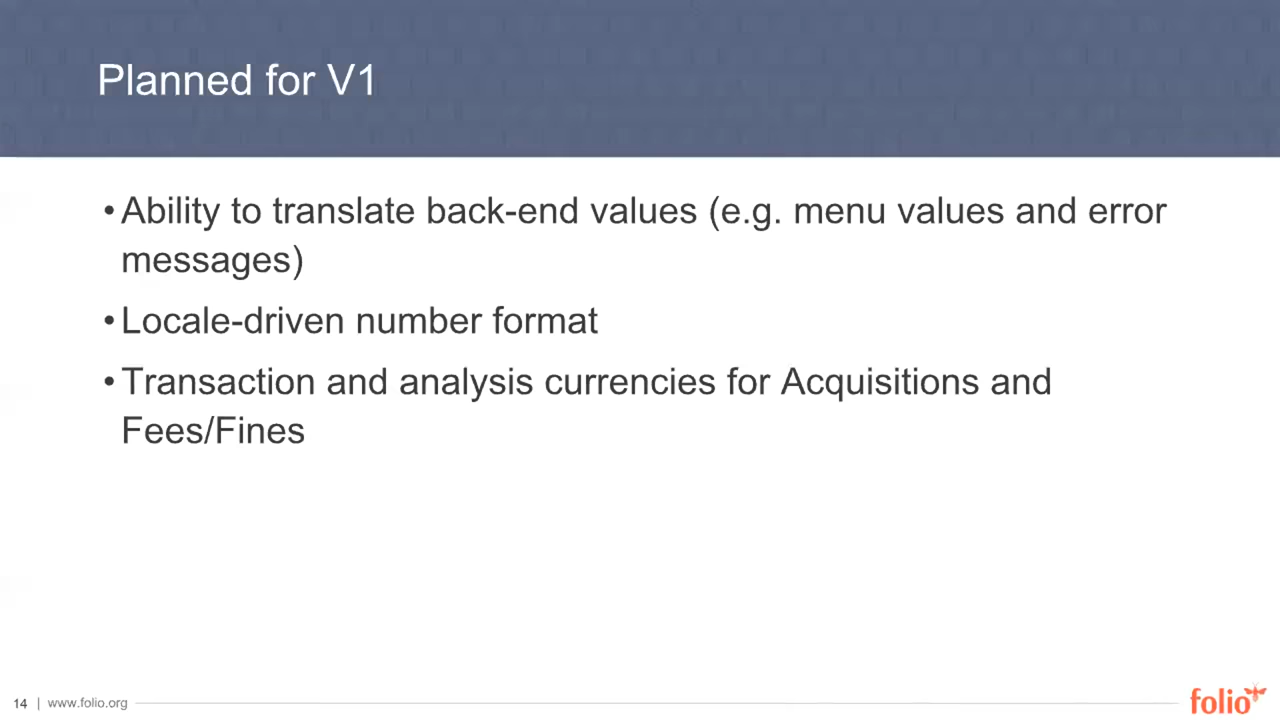 Planned for V1
•Ability to translate back-end values (e.g. menu values and error
messages)
•Locale-driven number format
•Transaction and analysis currencies for Acquisitions and
Fees/Fines
14 | www.folio.org
folio